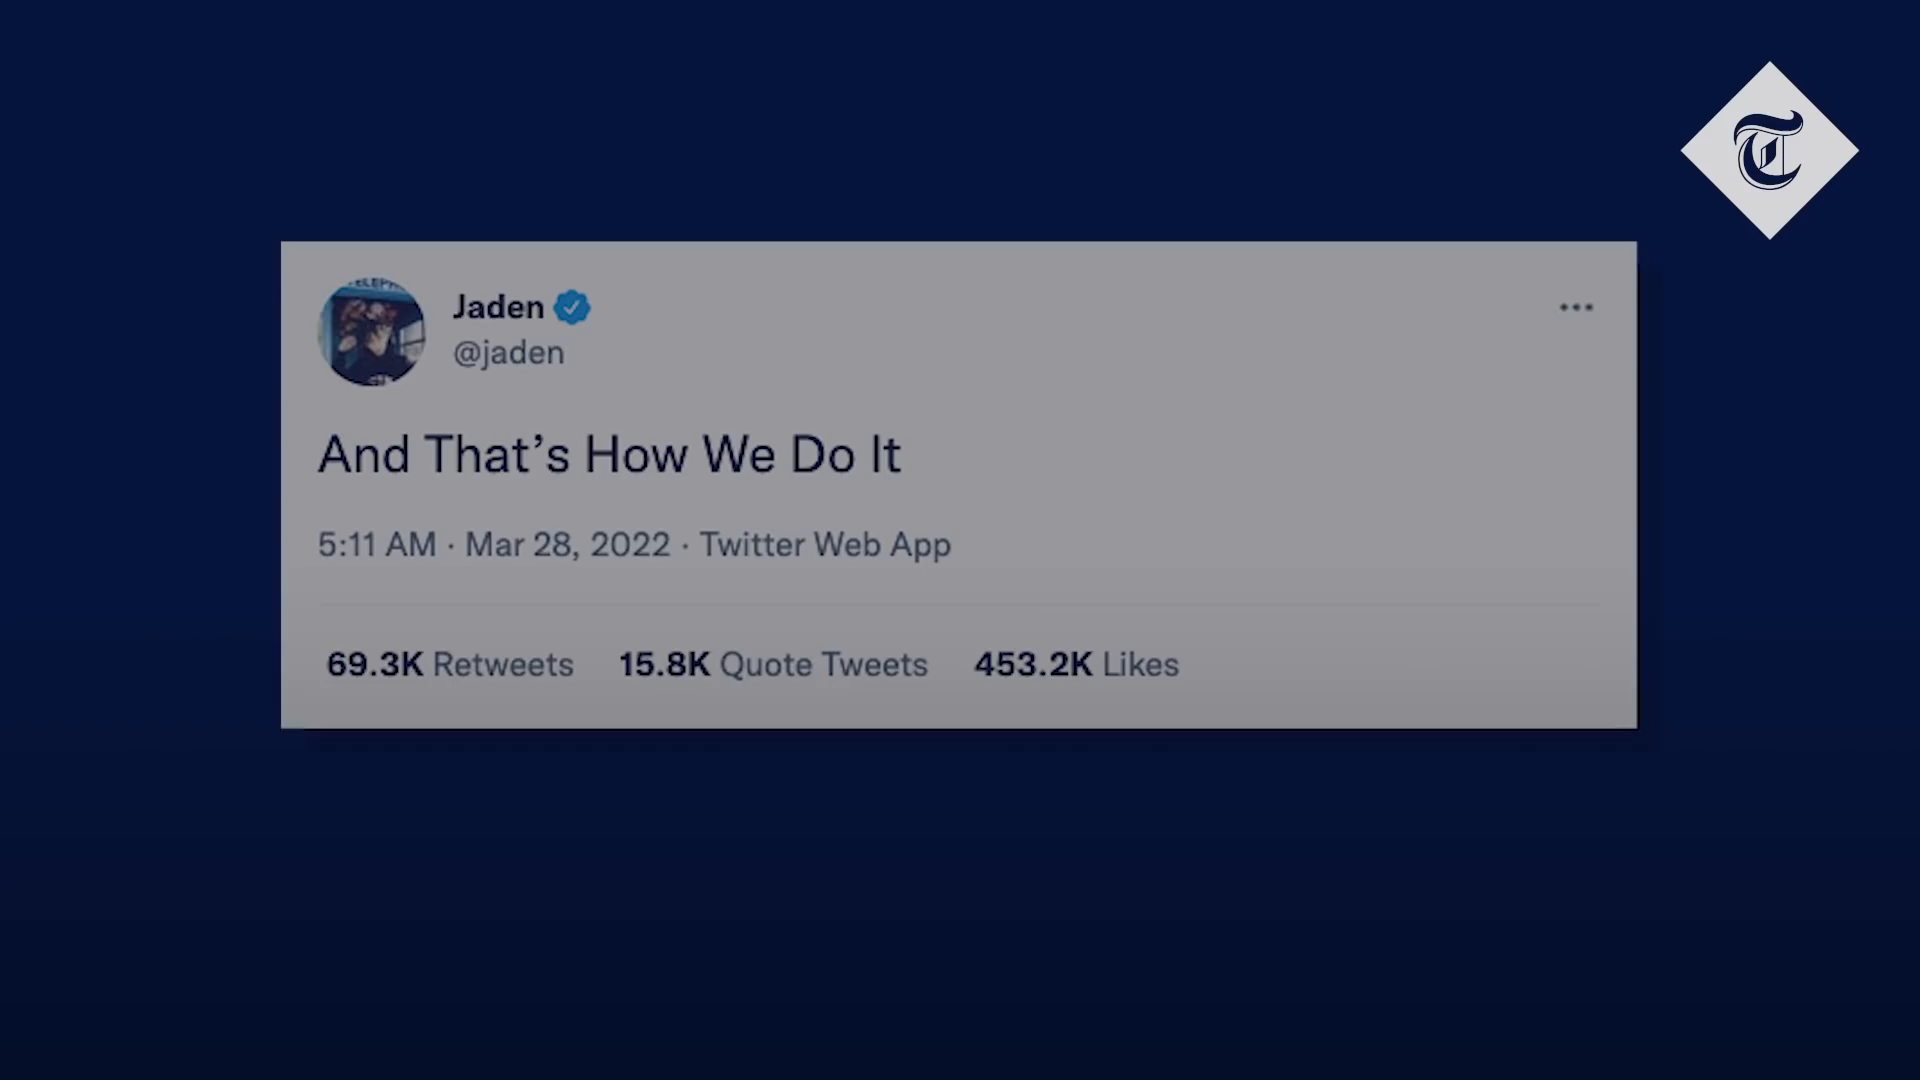 T
Jaden
@jaden
And That’s How We Do It
5:11 AM · Mar 28, 2022 · Twitter Web App
69.3K Retweets 15.8K Quote Tweets 453.2K Likes